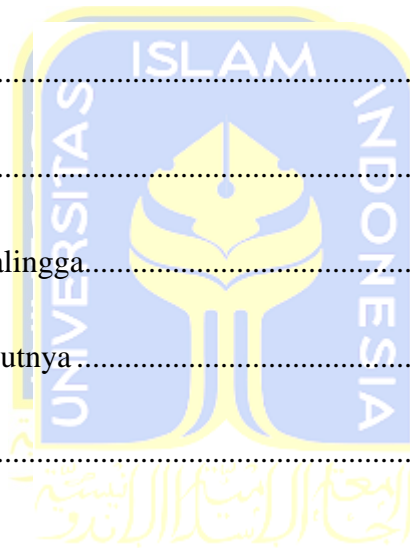 ISLAM
UNIVERSITAS
INDONESIA
................................................
................................................
alingga................................................
utnya ................................................
................................................